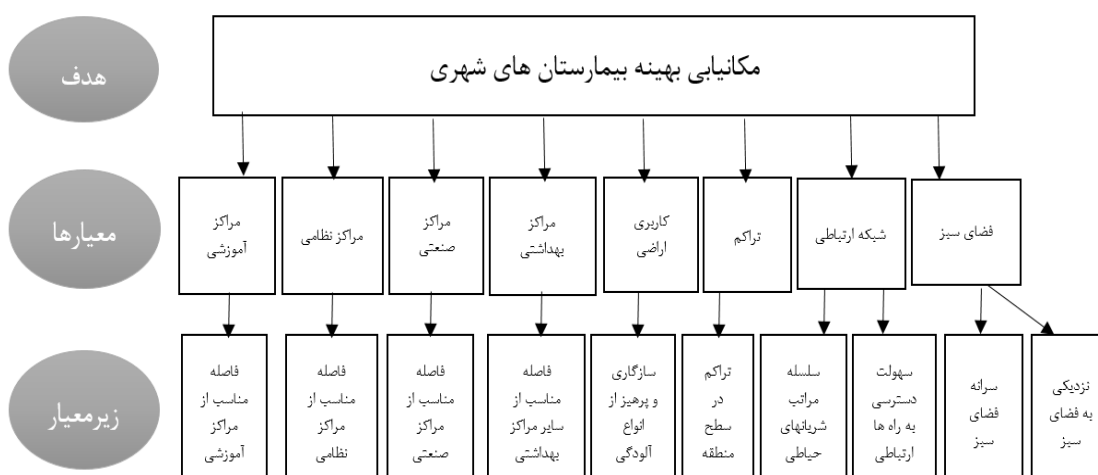 هدف
مکانیابی بهینه بیمارستان های شهری
معیارها
فضای سبز
شبکه ارتباطی
تراکم
کاربری
اراضی
مراکز
بهداشتی
مراکز
صنعتی
مراکز نظامی
مراکز
آموزشی
زیرمعیار
نزدیکی
به فضای
سبز
سرانه
فضای
سبز
سهولت
دسترسی
به راه ها
ارتباطی
سلسله
مراتب
شریانهای
حیاطی
تراکم
در
سطح
منطقه
سازگاری
و پرهیز از
انواع
آلودگی
فاصله
مناسب از
سایر مراکز
بهداشتی
فاصله
مناسب از
مراکز
صنعتی
فاصله
مناسب از
مراکز
نظامی
فاصله
مناسب از
مراکز
آموزشی